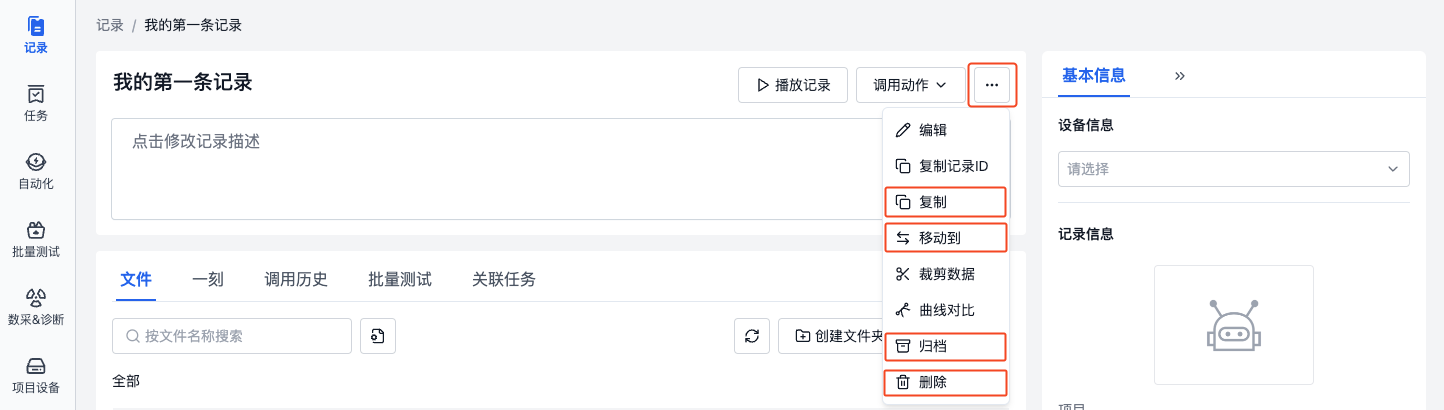 记录
任务
自动化
批量测试
数采&诊断
项目设备
记录 / 我的第一条记录
我的第一条记录
播放记录
调用动作
点击修改记录描述
编辑
复制记录ID
复制
移动到
裁剪数据
曲线对比
归档
删除
文件 一刻 调用历史 批量测试 关联任务
按文件名称搜索
创建文件夹
全部
基本信息
设备信息
请选择
记录信息
项目